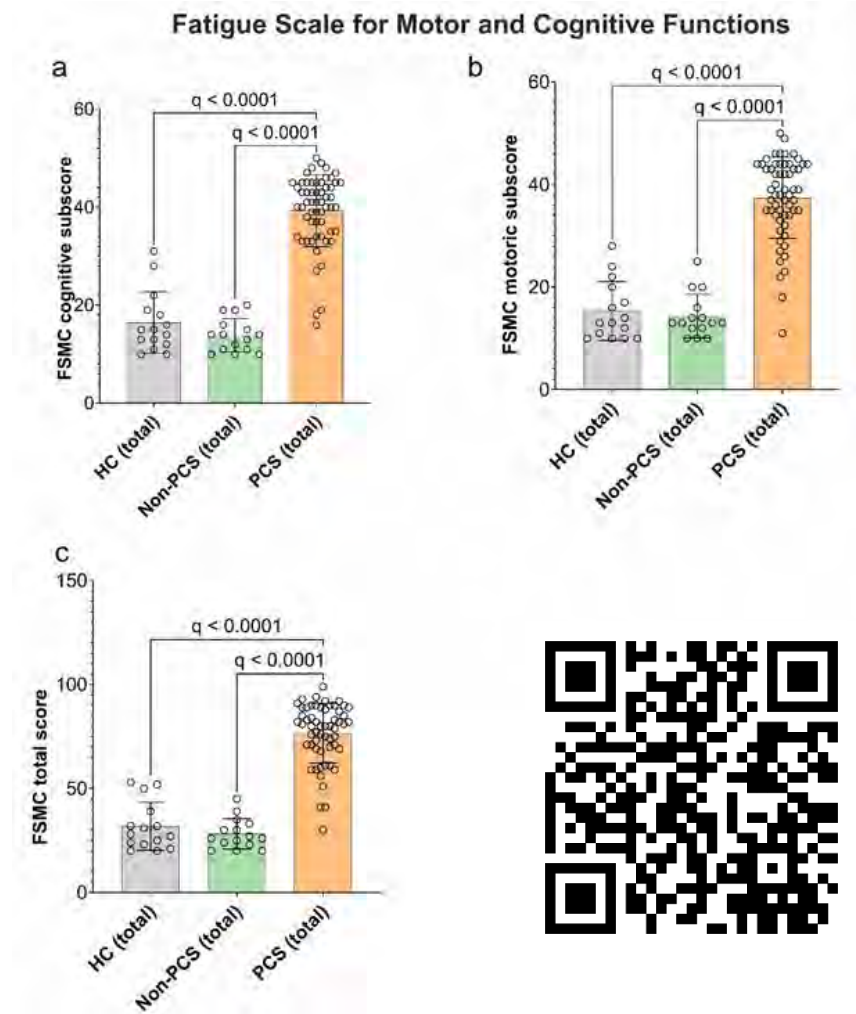 Fatigue Scale for Motor and Cognitive Functions
a
q < 0.0001
q < 0.0001
60
40
20
0
FSMC cognitive subscore
HC (total)
Non-PCS (total)
PCS (total)
b
q < 0.0001
q < 0.0001
60
40
20
0
FSMC motoric subscore
HC (total)
Non-PCS (total)
PCS (total)
c
q < 0.0001
q < 0.0001
150
100
50
0
FSMC total score
HC (total)
Non-PCS (total)
PCS (total)